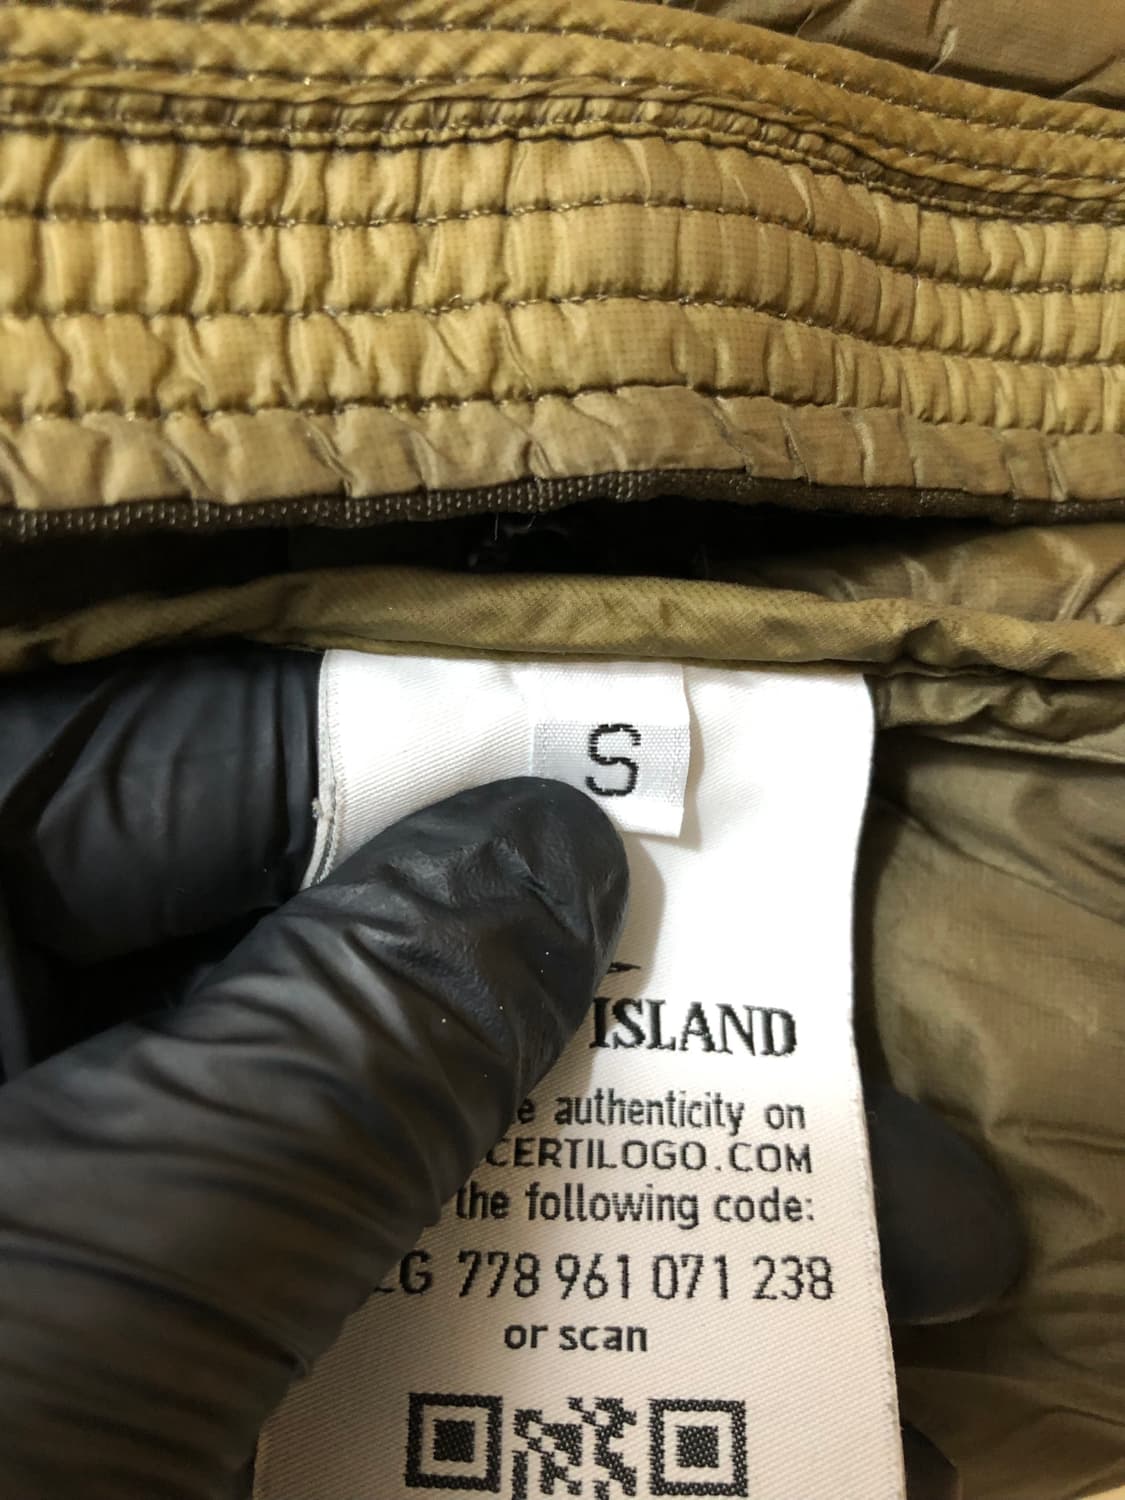 S
ISLAND
authenticity on
CERTILOGO.COM
the following code:
778 961 071 238
or scan